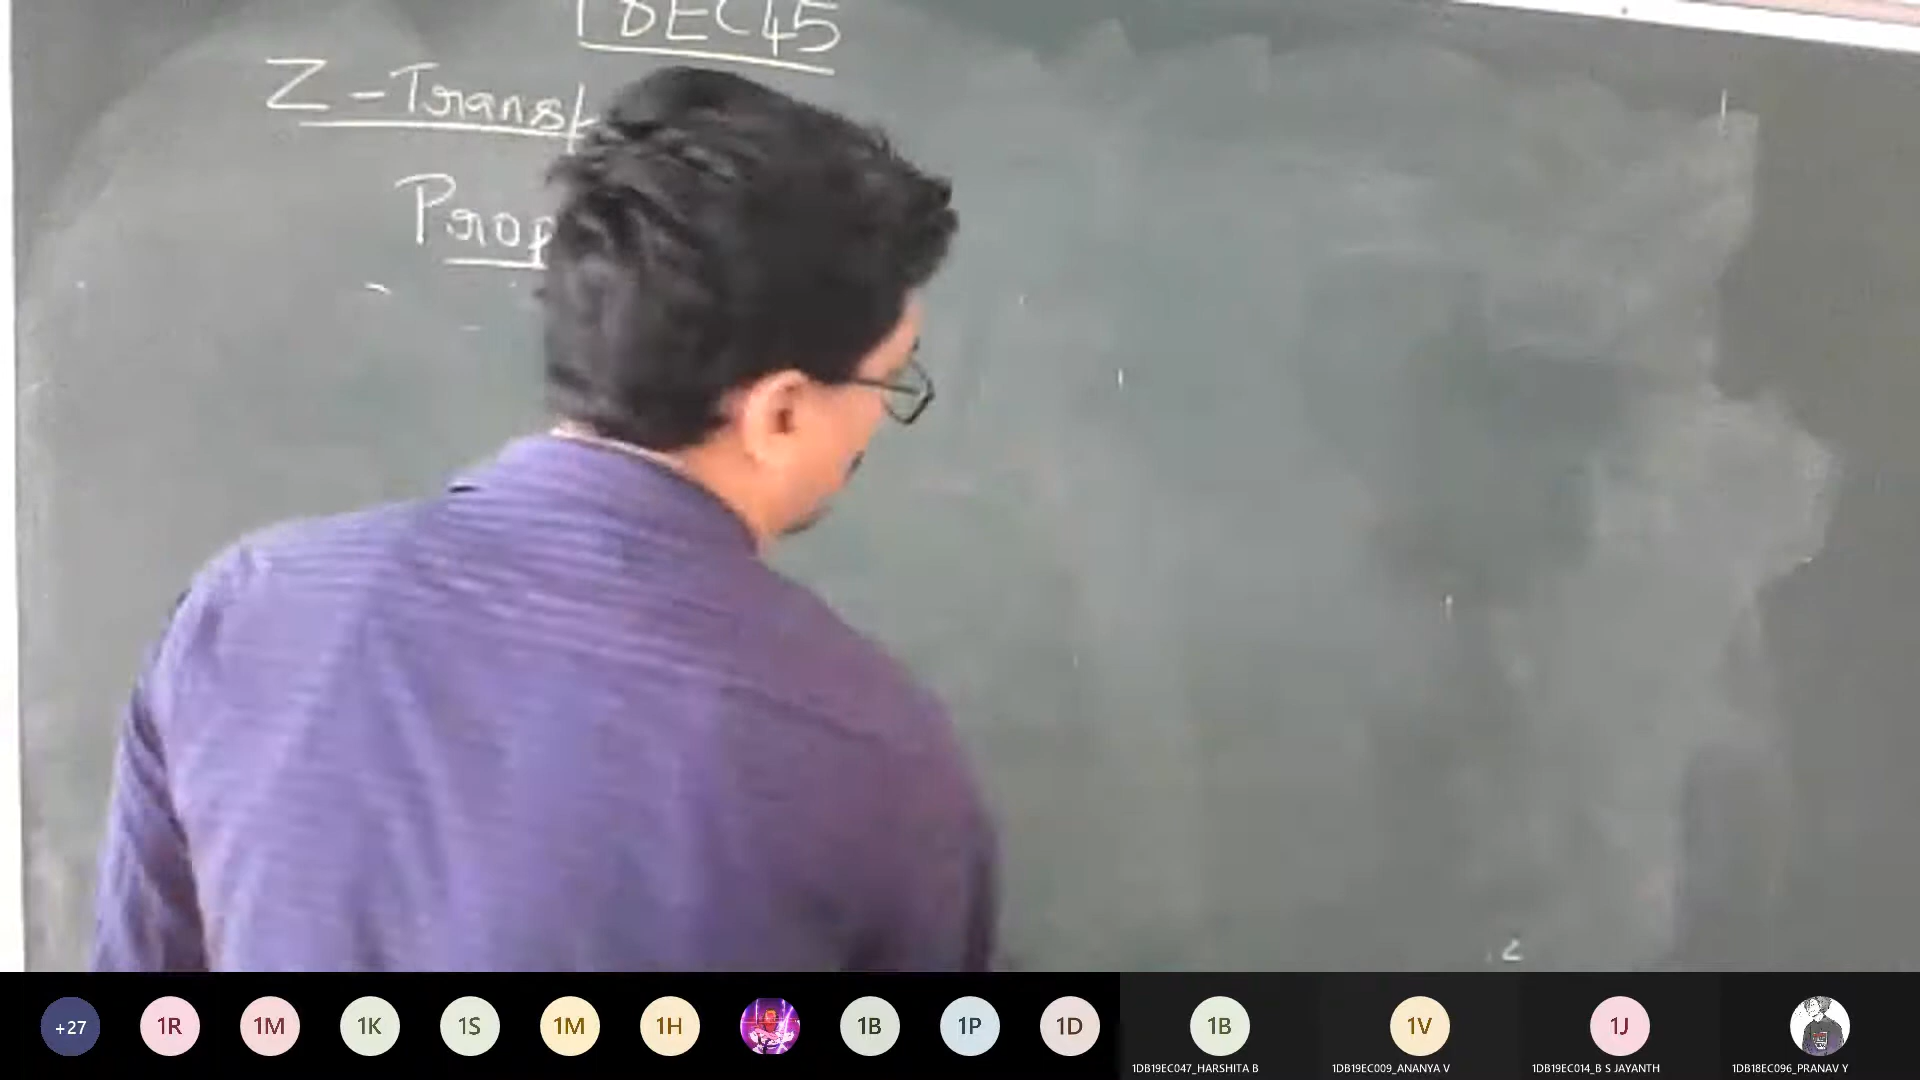 18EC45
Z-Transf
Prop
+27
1R
1M
1K
1S
1M
1H
1B
1P
1D
1B
1V
1J
1DB19EC047_HARSHITA B
1DB19EC009_ANANYA V
1DB19EC014_B S JAYANTH
1DB18EC096_PRANAV Y